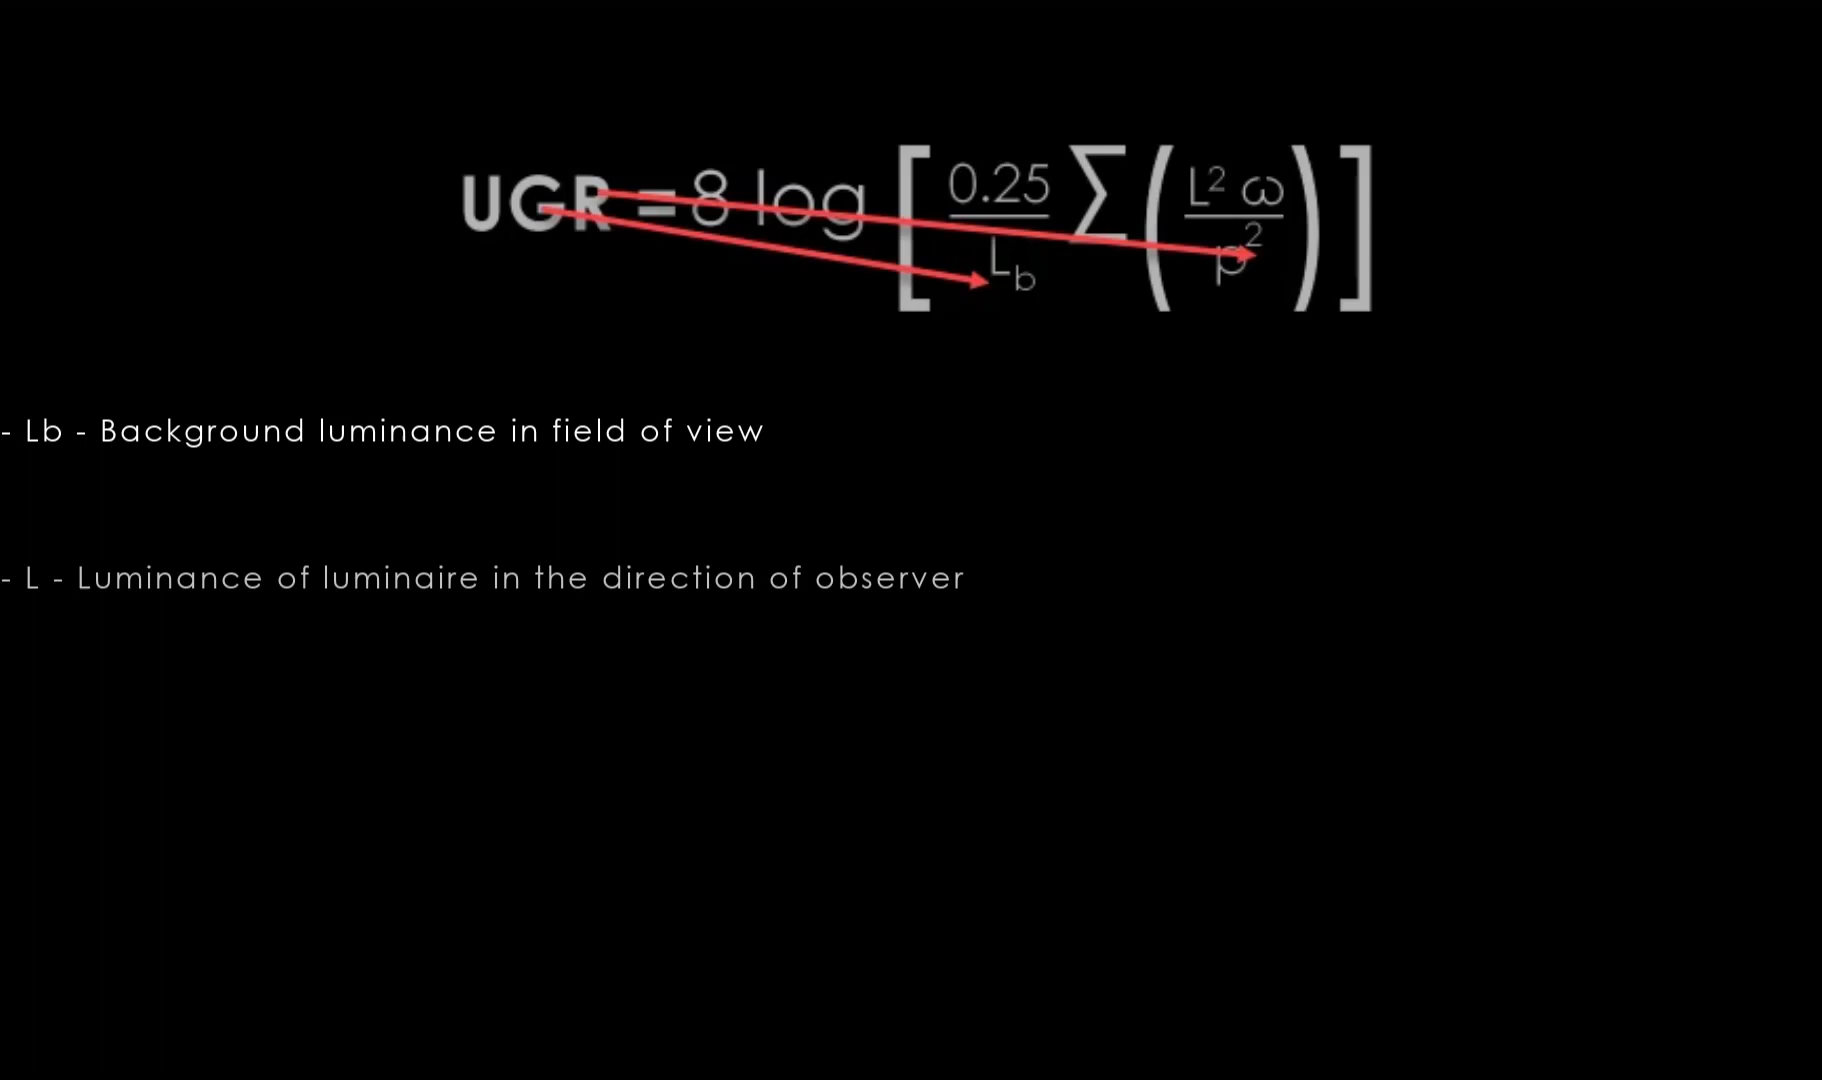 UGR = 8 log [ 0.25 / Lb Σ ( L² ω / p² ) ]
- Lb - Background luminance in field of view
- L - Luminance of luminaire in the direction of observer